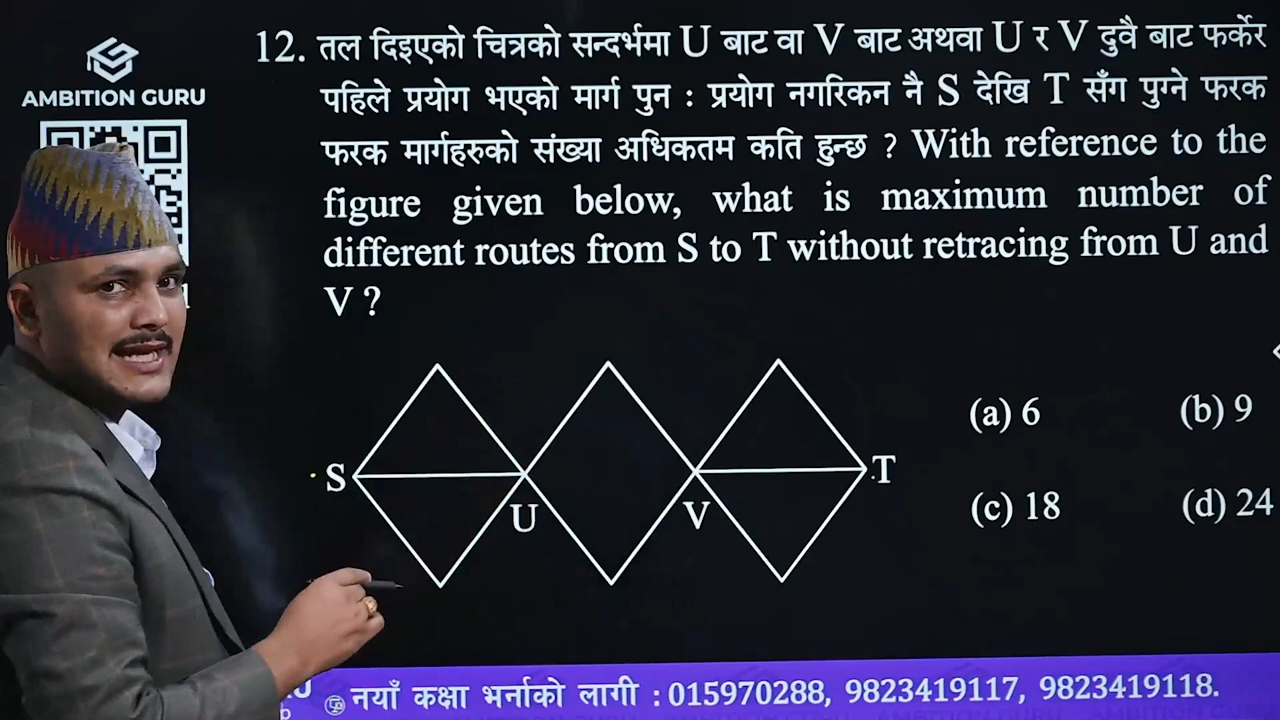 AMBITION GURU
12. तल दिइएको चित्रको सन्दर्भमा U बाट वा V बाट अथवा U र V दुवै बाट फर्केर
पहिले प्रयोग भएको मार्ग पुन : प्रयोग नगरिकन नै S देखि T सँग पुग्ने फरक
फरक मार्गहरुको संख्या अधिकतम कति हुन्छ ? With reference to the
figure given below, what is maximum number of
different routes from S to T without retracing from U and
V ?
(a) 6 (b) 9
S T
U V
(c) 18 (d) 24
नयाँ कक्षा भर्नाको लागी : 015970288, 9823419117, 9823419118.